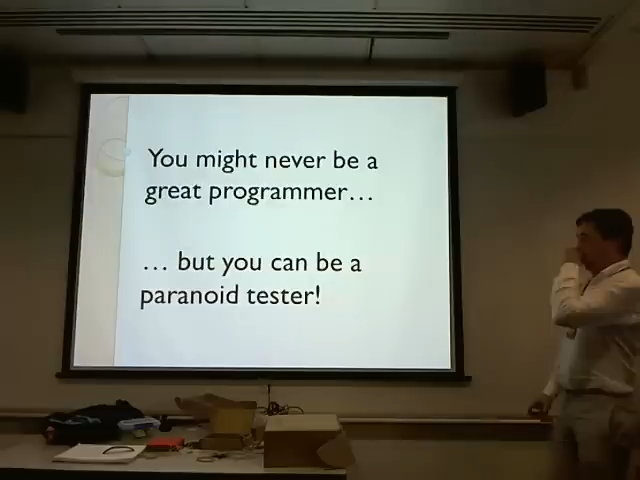 You might never be a
great programmer…
… but you can be a
paranoid tester!